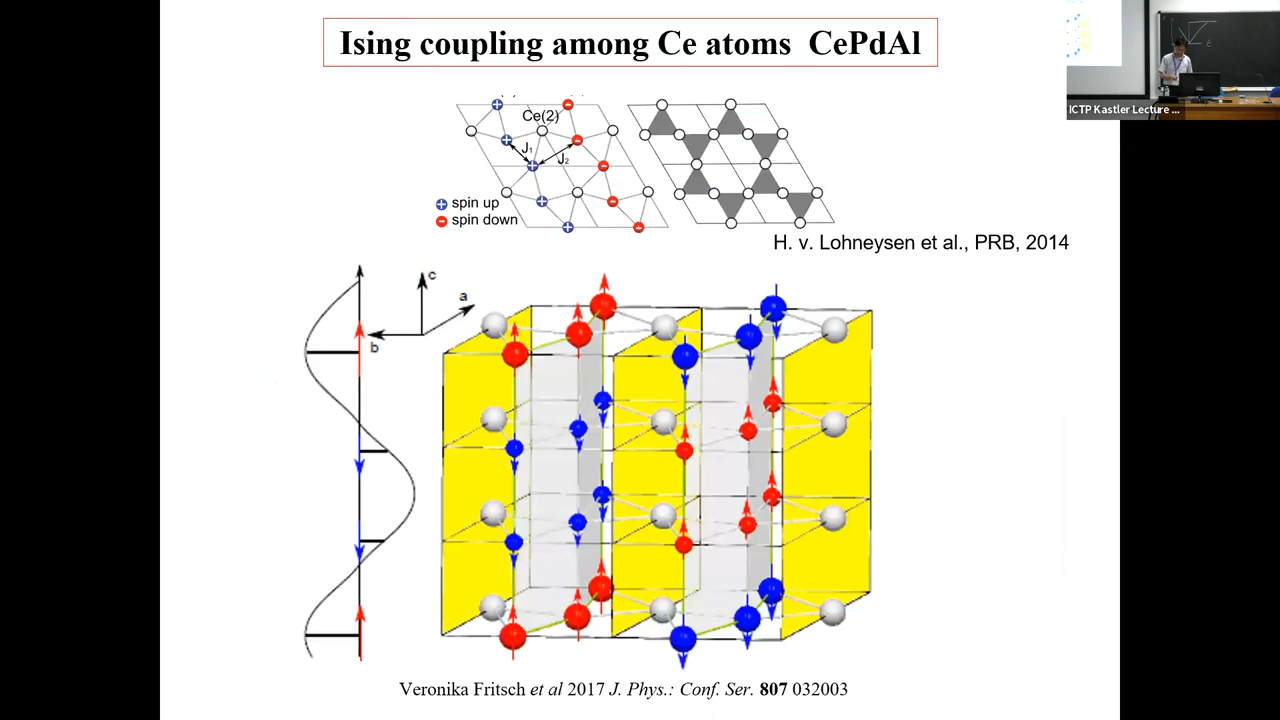 Ising coupling among Ce atoms CePdAl
ICTP Kastler Lecture ...
Ce(2)
J1
J2
+ spin up
− spin down
H. v. Lohneysen et al., PRB, 2014
c
a
b
Veronika Fritsch et al 2017 J. Phys.: Conf. Ser. 807 032003